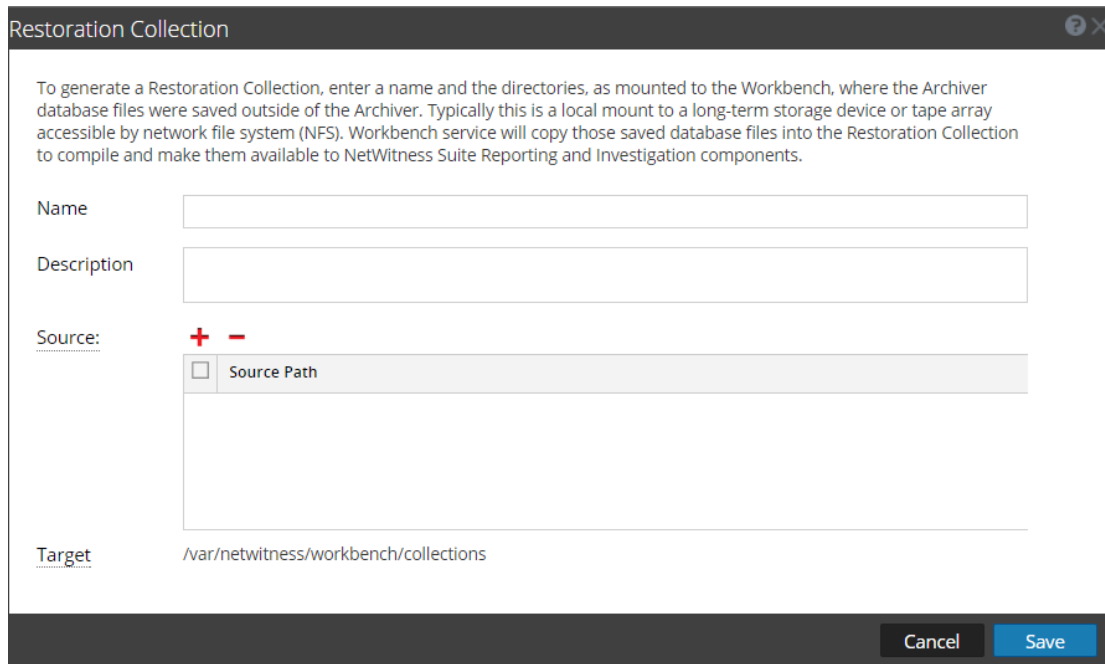 Restoration Collection
To generate a Restoration Collection, enter a name and the directories, as mounted to the Workbench, where the Archiver
database files were saved outside of the Archiver. Typically this is a local mount to a long-term storage device or tape array
accessible by network file system (NFS). Workbench service will copy those saved database files into the Restoration Collection
to compile and make them available to NetWitness Suite Reporting and Investigation components.
Name
Description
Source:
Source Path
Target /var/netwitness/workbench/collections
Cancel Save